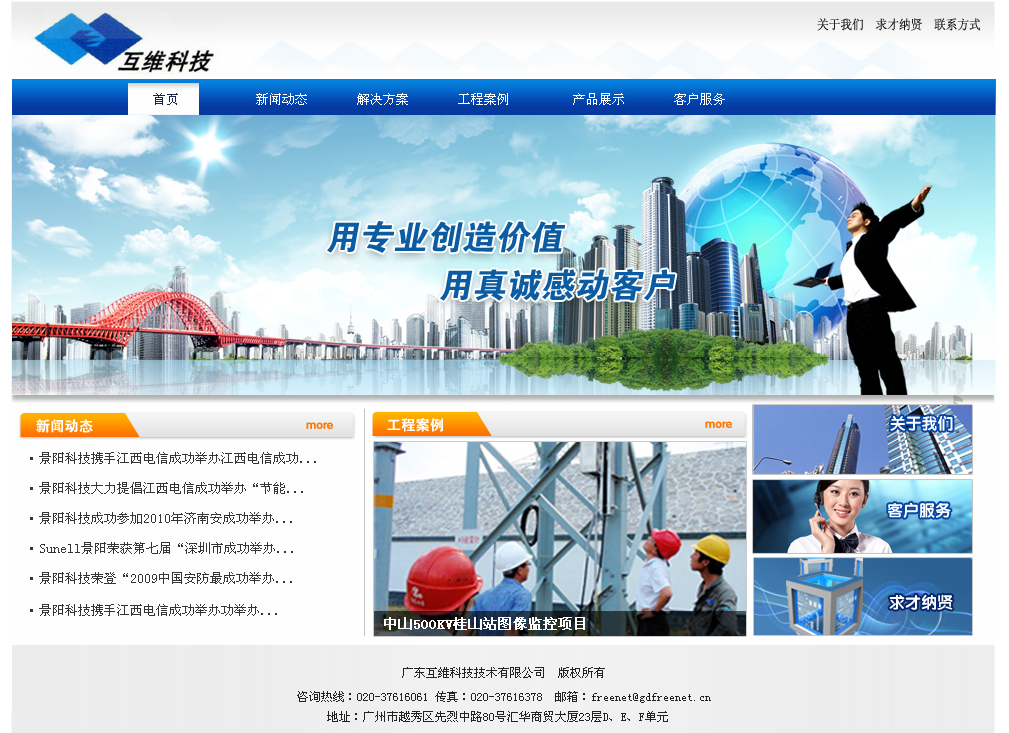 互维科技
关于我们 求才纳贤 联系方式
首页 新闻动态 解决方案 工程案例 产品展示 客户服务
用专业创造价值
用真诚感动客户
新闻动态 more
景阳科技携手江西电信成功举办江西电信成功...
景阳科技大力提倡江西电信成功举办“节能...
景阳科技成功参加2010年济南安成功举办...
Sunell景阳荣获第七届“深圳市成功举办...
景阳科技荣登“2009中国安防最成功举办...
景阳科技携手江西电信成功举办功举办...
工程案例 more
中山500KV桂山站图像监控项目
关于我们
客户服务
求才纳贤
广东互维科技技术有限公司 版权所有
咨询热线：020-37616061 传真：020-37616378 邮箱：freenet@gdfreenet.cn
地址：广州市越秀区先烈中路80号汇华商贸大厦23层D、E、F单元